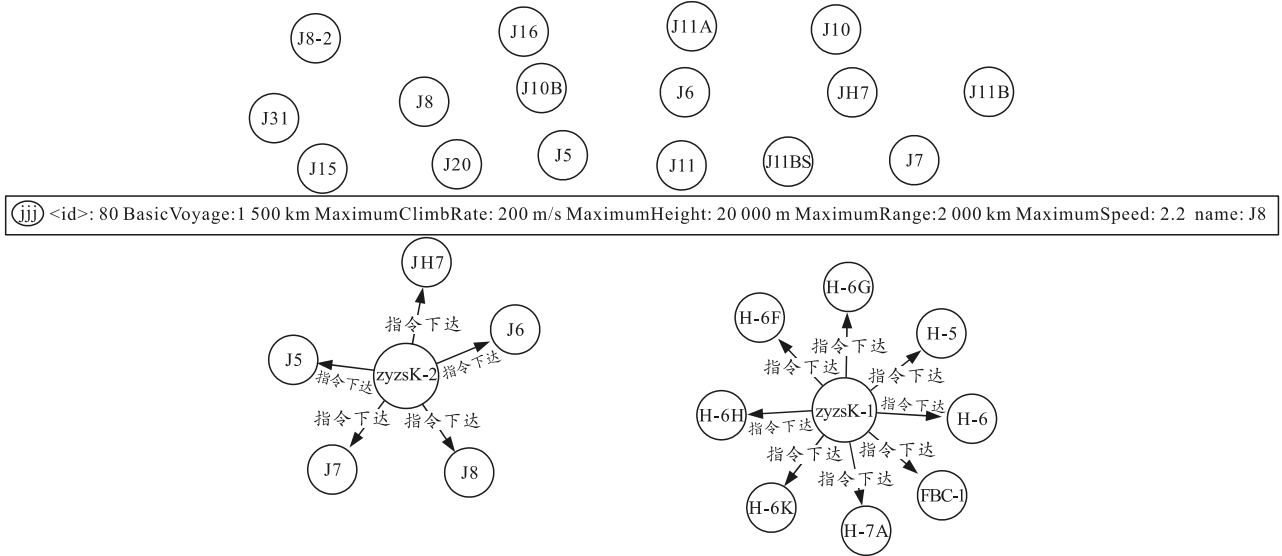 J8-2
J16
J11A
J10
J31
J8
J10B
J6
JH7
J11B
J15
J20
J5
J11
J11BS
J7
jjj <id>: 80 BasicVoyage:1 500 km MaximumClimbRate: 200 m/s MaximumHeight: 20 000 m MaximumRange:2 000 km MaximumSpeed: 2.2 name: J8
JH7
指令下达
J6
指令下达
J5
指令下达
zyzsK-2
指令下达
指令下达
J7
J8
H-6G
H-6F
H-5
指令下达
指令下达
指令下达
H-6H
指令下达
zyzsK-1
指令下达
H-6
指令下达
指令下达
指令下达
H-6K
H-7A
FBC-1